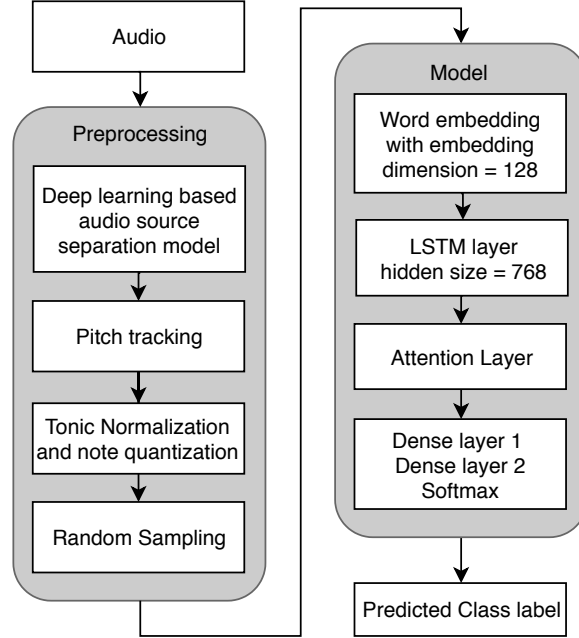 Audio
Preprocessing
Deep learning based
audio source
separation model
Pitch tracking
Tonic Normalization
and note quantization
Random Sampling
Model
Word embedding
with embedding
dimension = 128
LSTM layer
hidden size = 768
Attention Layer
Dense layer 1
Dense layer 2
Softmax
Predicted Class label